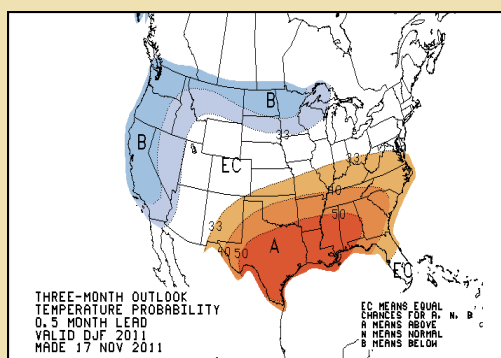 B
B
33
EC
33
40
33
50
A
40
50
EC
THREE-MONTH OUTLOOK
TEMPERATURE PROBABILITY
0.5 MONTH LEAD
VALID DJF 2011
MADE 17 NOV 2011
EC MEANS EQUAL
CHANCES FOR A, N, B
A MEANS ABOVE
N MEANS NORMAL
B MEANS BELOW